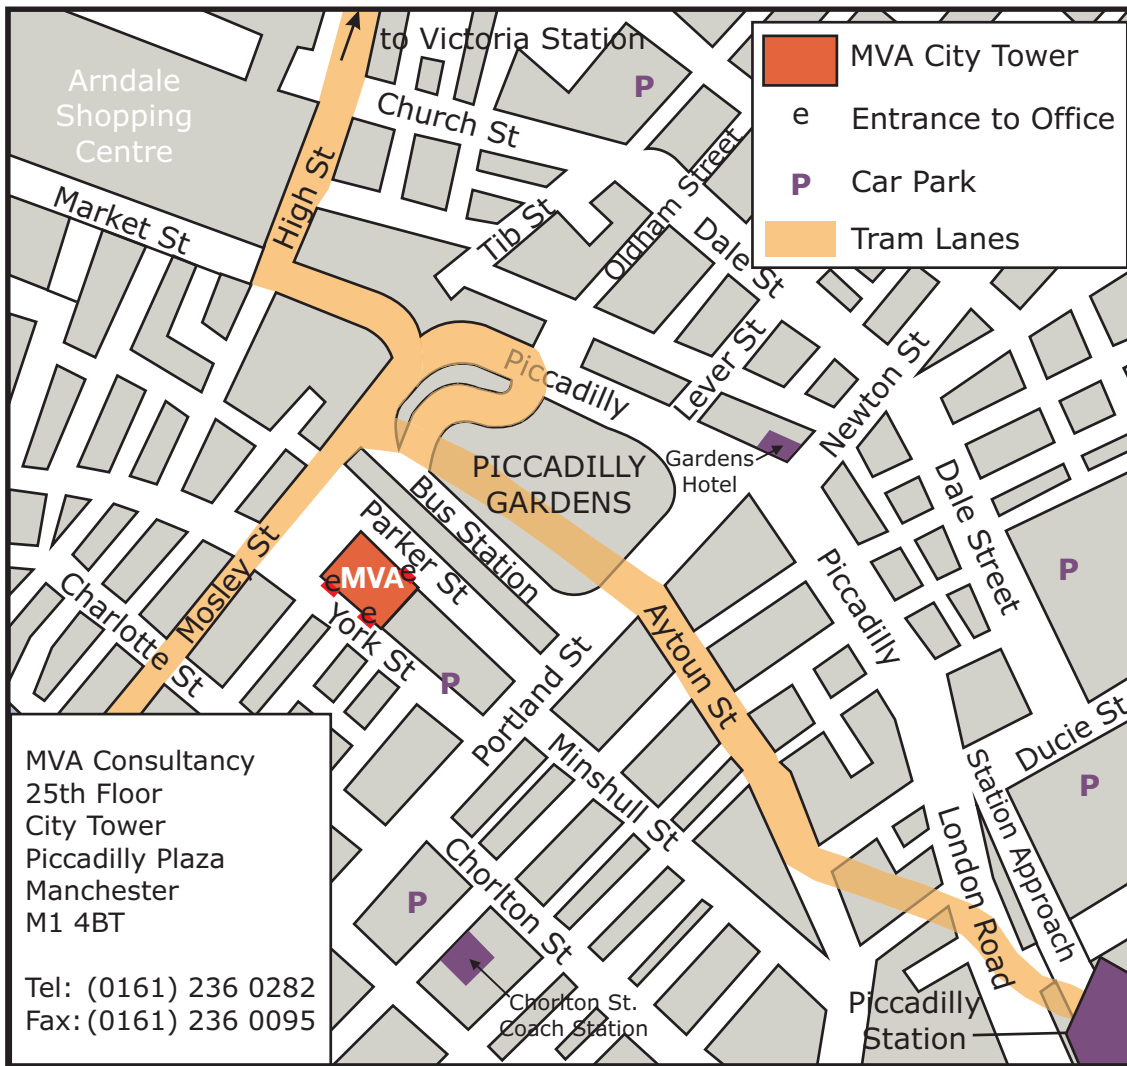 to Victoria Station
Arndale
Shopping
Centre
P
Church St
High St
Market St
Tib St
Oldham Street
Dale St
MVA City Tower
e Entrance to Office
P Car Park
Tram Lanes
Piccadilly
Lever St
Newton St
Gardens
Hotel
PICCADILLY
GARDENS
Bus Station
Parker St
MVA
e
e
e
York St
Mosley St
Charlotte St
P
Portland St
Aytoun St
Piccadilly
Dale Street
P
Ducie St
P
Station Approach
London Road
Minshull St
Chorlton St
P
Chorlton St.
Coach Station
Piccadilly
Station
MVA Consultancy
25th Floor
City Tower
Piccadilly Plaza
Manchester
M1 4BT
Tel: (0161) 236 0282
Fax: (0161) 236 0095